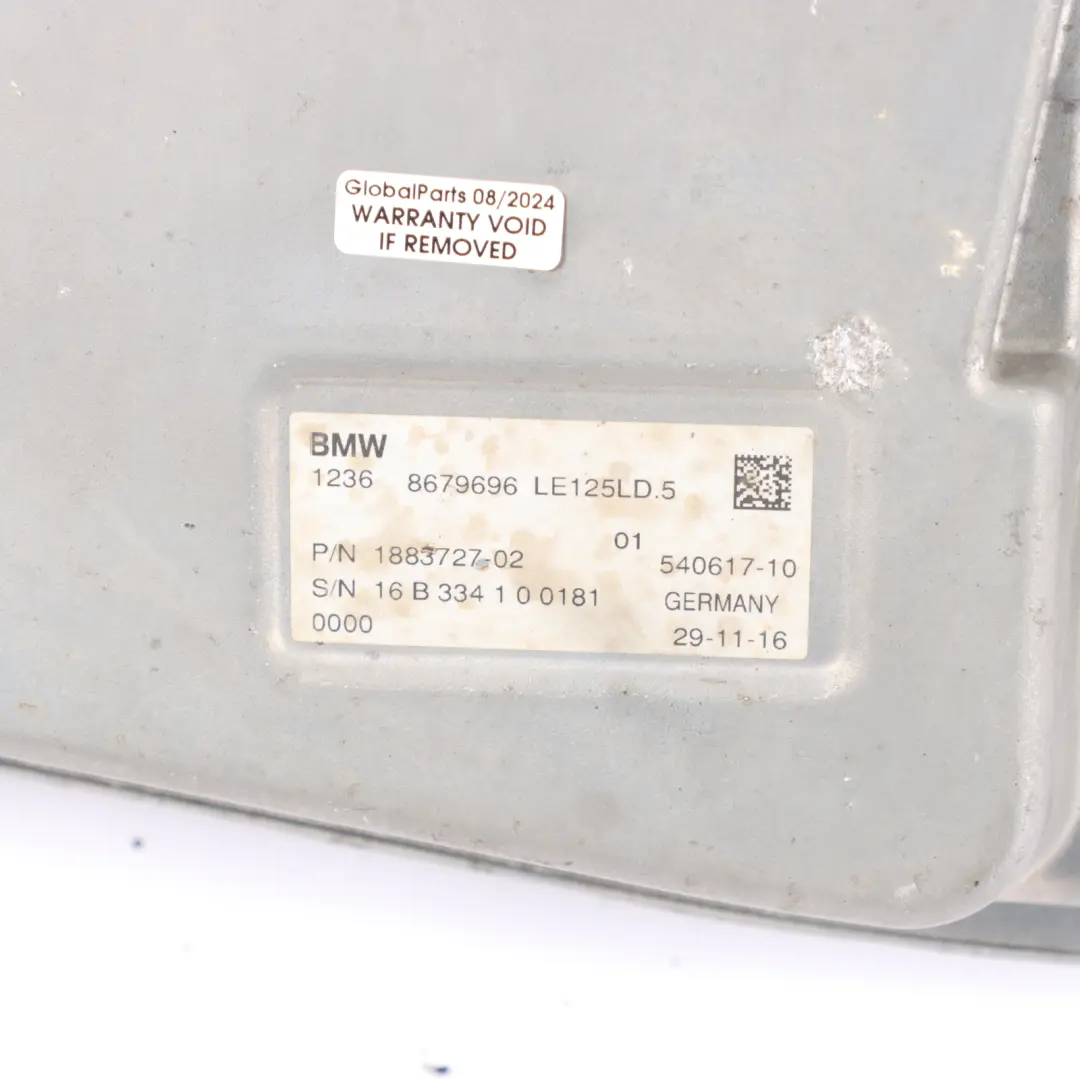 GlobalParts 08/2024
WARRANTY VOID
IF REMOVED
BMW
1236 8679696 LE125LD.5
01
P/N 1883727-02 540617-10
S/N 16 B 334 1 0 0181 GERMANY
0000 29-11-16